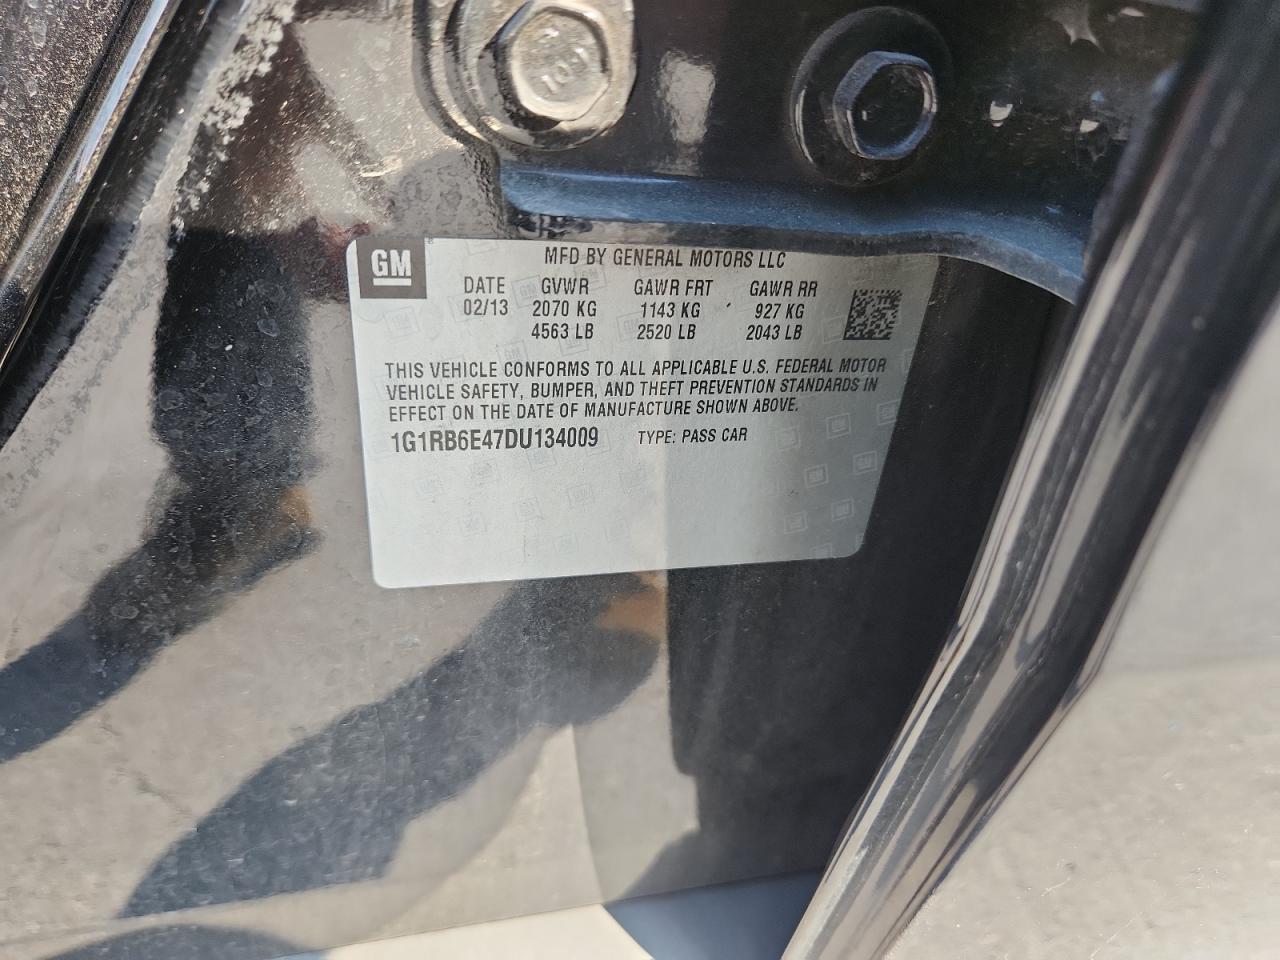 GM
MFD BY GENERAL MOTORS LLC
DATE GVWR GAWR FRT GAWR RR
02/13 2070 KG 1143 KG 927 KG
4563 LB 2520 LB 2043 LB
THIS VEHICLE CONFORMS TO ALL APPLICABLE U.S. FEDERAL MOTOR
VEHICLE SAFETY, BUMPER, AND THEFT PREVENTION STANDARDS IN
EFFECT ON THE DATE OF MANUFACTURE SHOWN ABOVE.
1G1RB6E47DU134009 TYPE: PASS CAR